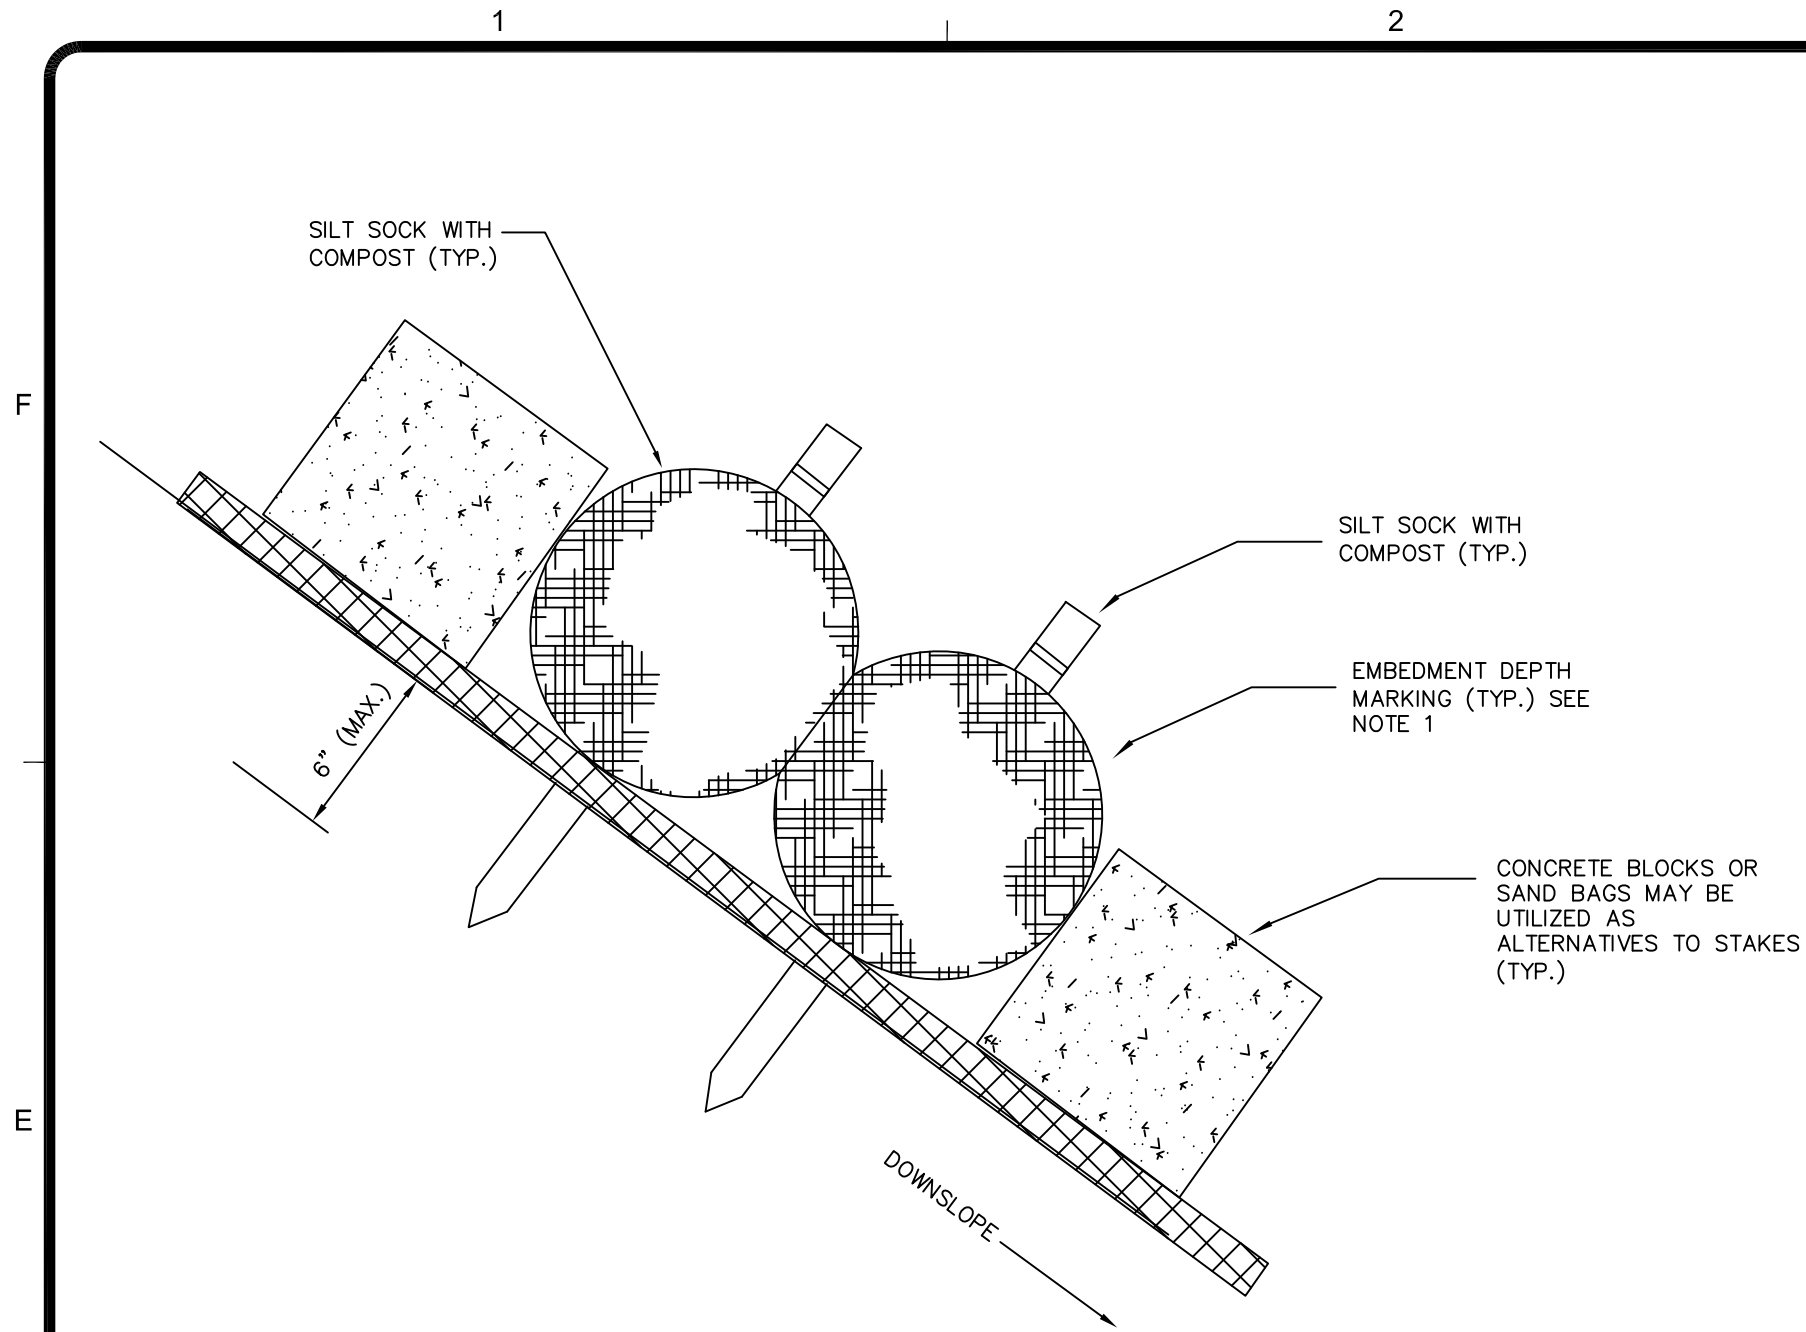 1
2
SILT SOCK WITH
COMPOST (TYP.)
F
SILT SOCK WITH
COMPOST (TYP.)
EMBEDMENT DEPTH
MARKING (TYP.) SEE
NOTE 1
6" (MAX.)
CONCRETE BLOCKS OR
SAND BAGS MAY BE
UTILIZED AS
ALTERNATIVES TO STAKES
(TYP.)
E
DOWNSLOPE